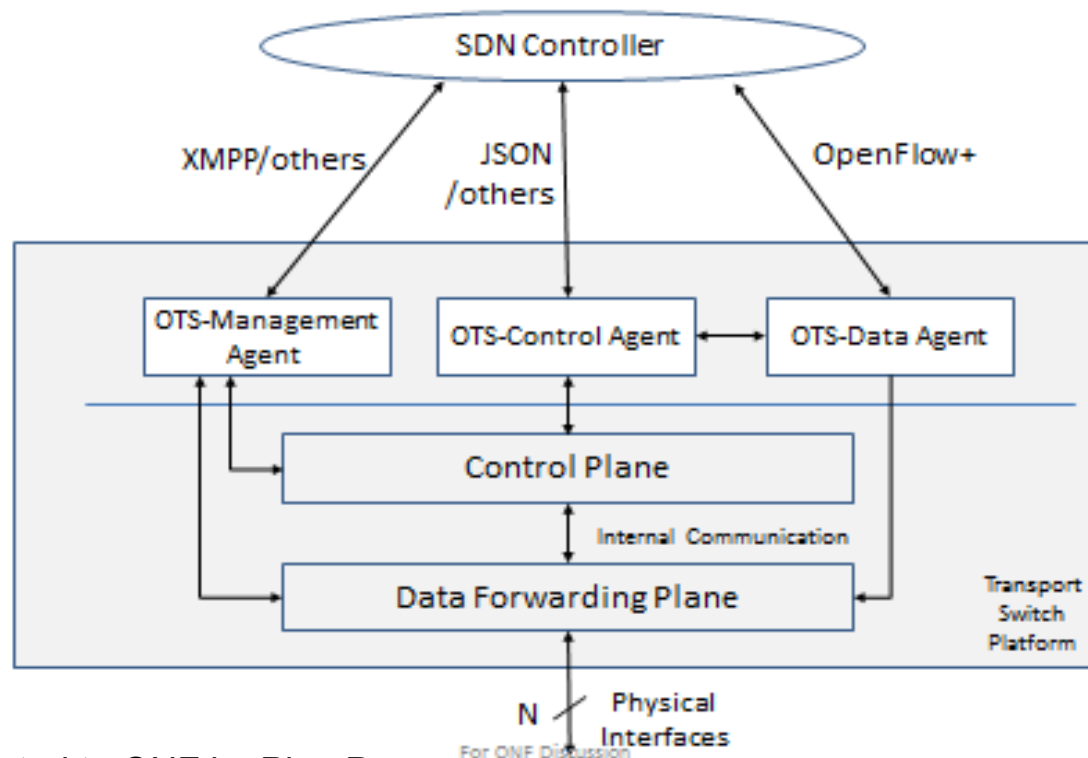 SDN Controller
XMPP/others
JSON
/others
OpenFlow+
OTS-Management
Agent
OTS-Control Agent
OTS-Data Agent
Control Plane
Internal Communication
Data Forwarding Plane
Transport
Switch
Platform
N
Physical
Interfaces
For ONF Discussion